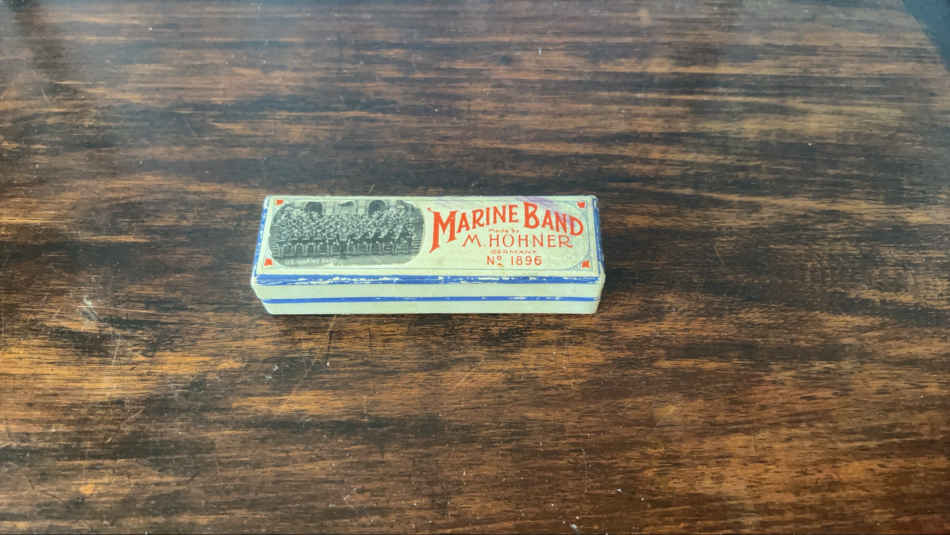 MARINE BAND
Made by
M. HOHNER
GERMANY
No 1896